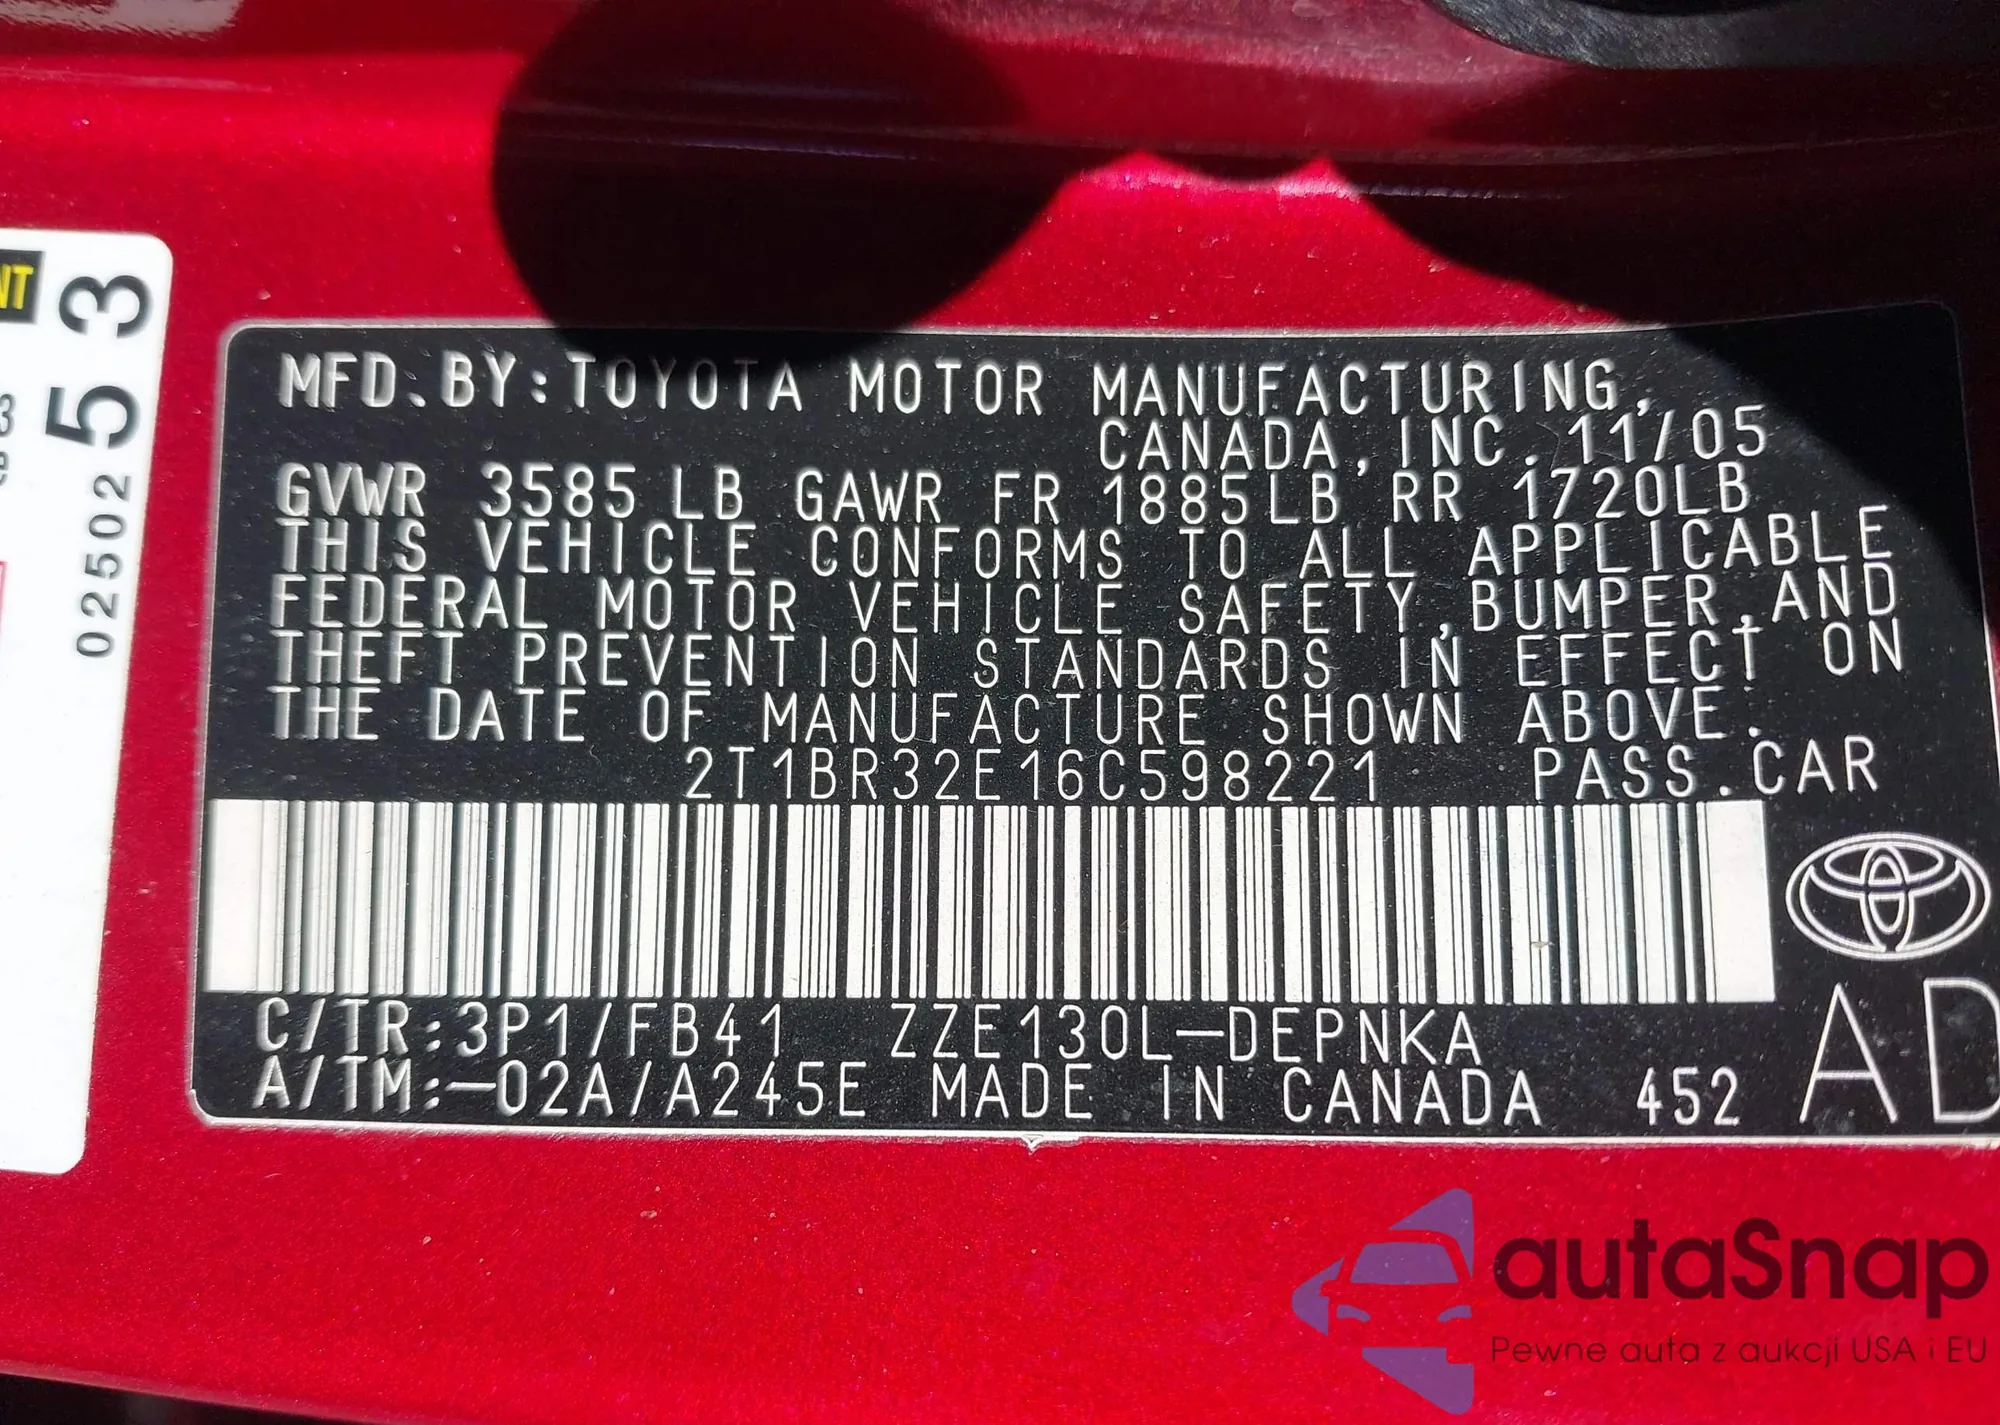 NT
53
02502
MFD.BY:TOYOTA MOTOR MANUFACTURING,
CANADA,INC. 11/05
GVWR 3585LB GAWR FR 1885LB RR 1720LB
THIS VEHICLE CONFORMS TO ALL APPLICABLE
FEDERAL MOTOR VEHICLE SAFETY,BUMPER,AND
THEFT PREVENTION STANDARDS IN EFFECT ON
THE DATE OF MANUFACTURE SHOWN ABOVE.
2T1BR32E16C598221 PASS.CAR
C/TR:3P1/FB41 ZZE130L-DEPNKA
A/TM:-02A/A245E MADE IN CANADA 452
AD
autaSnap
Pewne auta z aukcji USA i EU